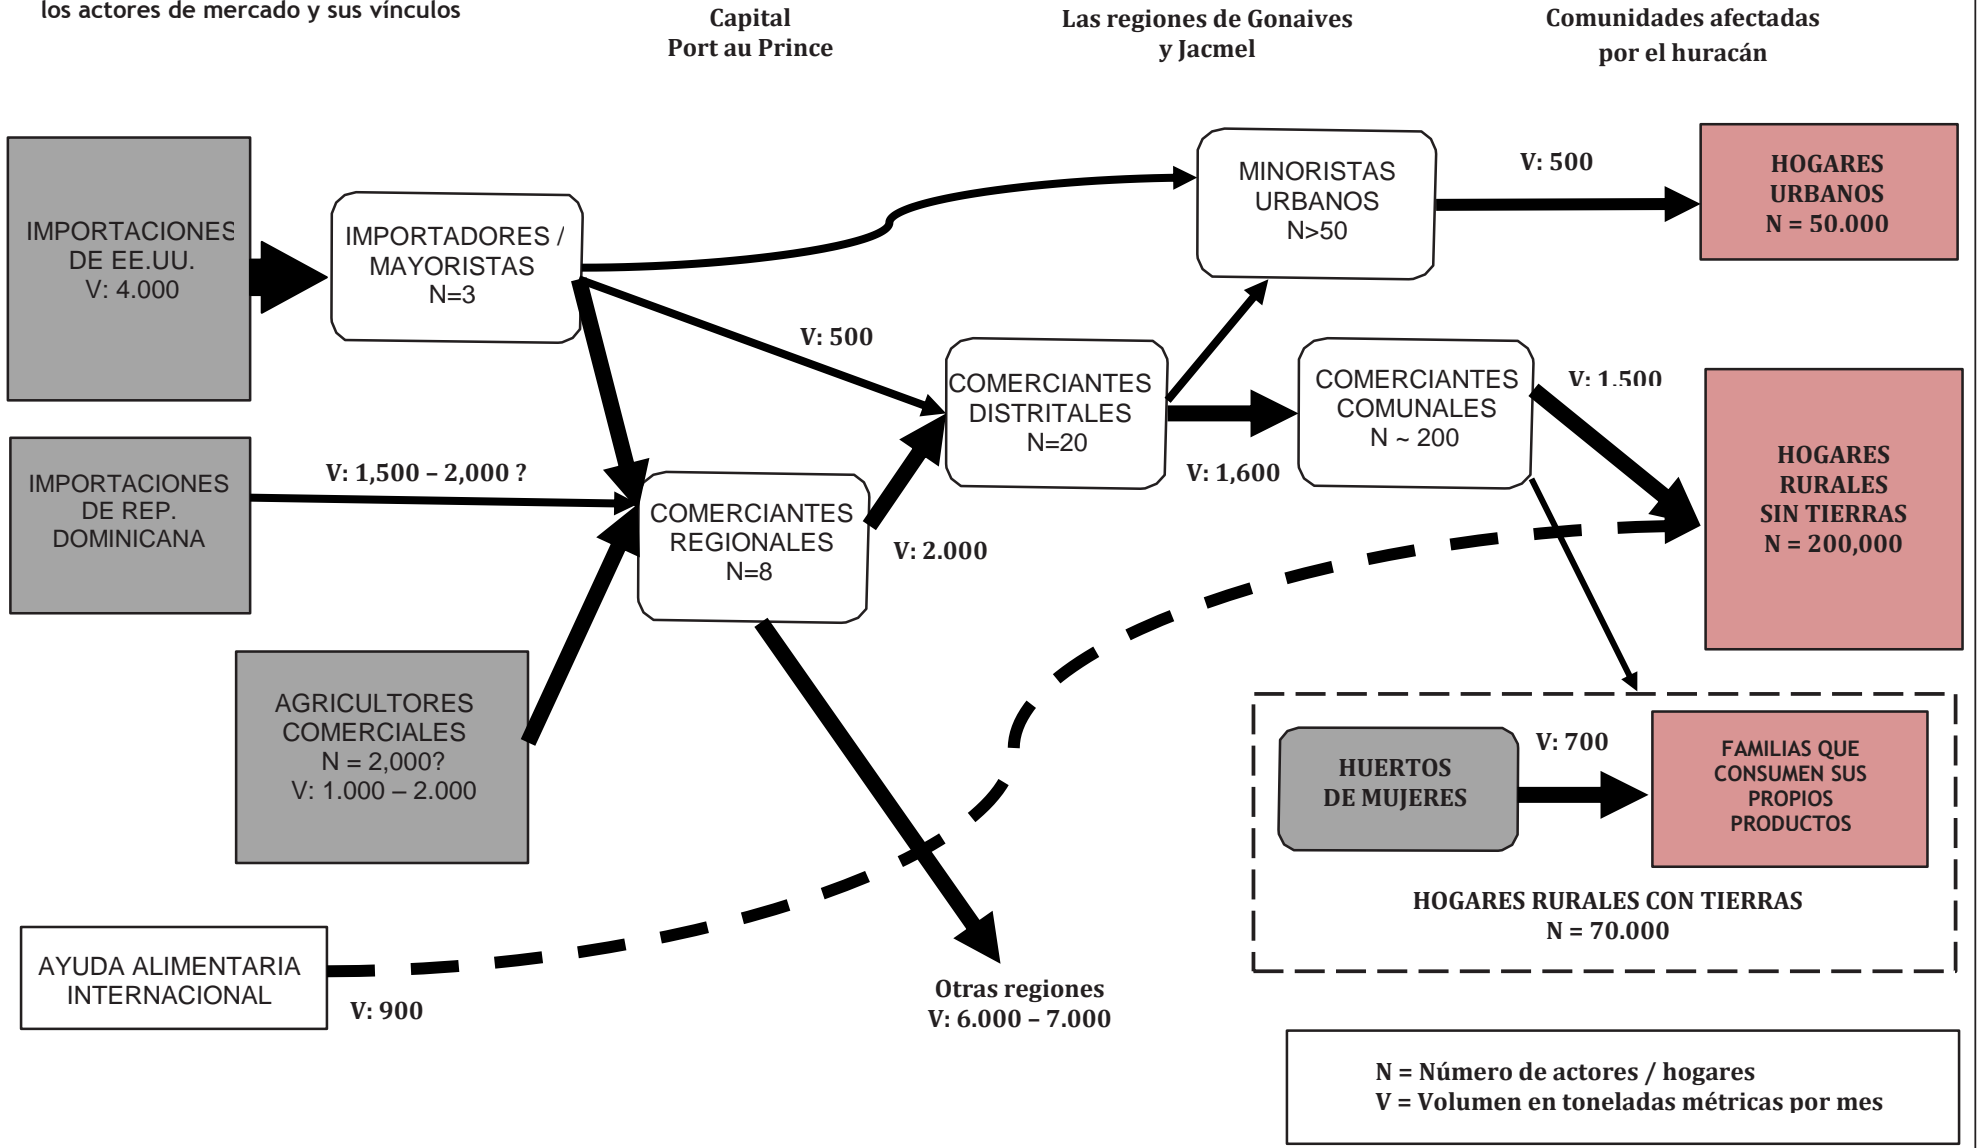 los actores de mercado y sus vínculos
Capital
Port au Prince
Las regiones de Gonaives
y Jacmel
Comunidades afectadas
por el huracán
IMPORTACIONES
DE EE.UU.
V: 4.000
IMPORTADORES /
MAYORISTAS
N=3
MINORISTAS
URBANOS
N>50
V: 500
HOGARES
URBANOS
N = 50.000
V: 500
COMERCIANTES
DISTRITALES
N=20
COMERCIANTES
COMUNALES
N ~ 200
V: 1.500
IMPORTACIONES
DE REP.
DOMINICANA
V: 1,500 – 2,000 ?
COMERCIANTES
REGIONALES
N=8
V: 2.000
V: 1,600
HOGARES
RURALES
SIN TIERRAS
N = 200,000
AGRICULTORES
COMERCIALES
N = 2,000?
V: 1.000 – 2.000
HUERTOS
DE MUJERES
V: 700
FAMILIAS QUE
CONSUMEN SUS
PROPIOS
PRODUCTOS
HOGARES RURALES CON TIERRAS
N = 70.000
AYUDA ALIMENTARIA
INTERNACIONAL
V: 900
Otras regiones
V: 6.000 – 7.000
N = Número de actores / hogares
V = Volumen en toneladas métricas por mes